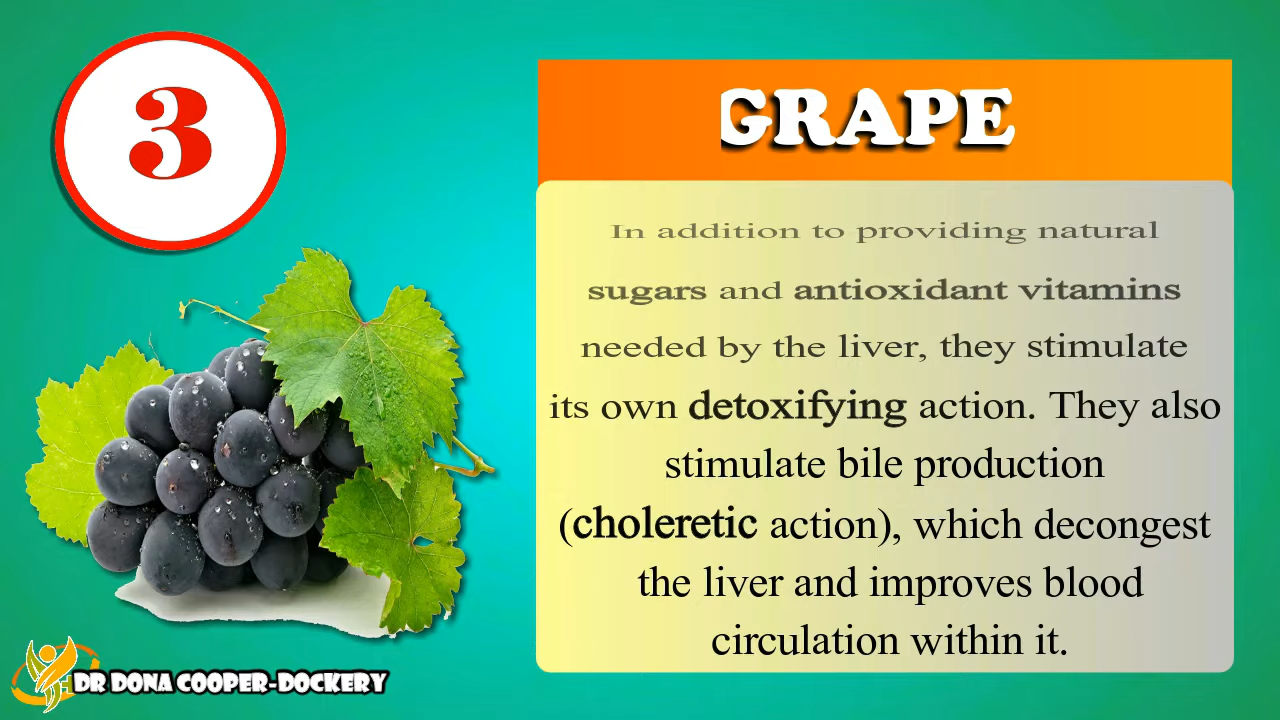 3
GRAPE
In addition to providing natural
sugars and antioxidant vitamins
needed by the liver, they stimulate
its own detoxifying action. They also
stimulate bile production
(choleretic action), which decongest
the liver and improves blood
circulation within it.
DR DONA COOPER-DOCKERY